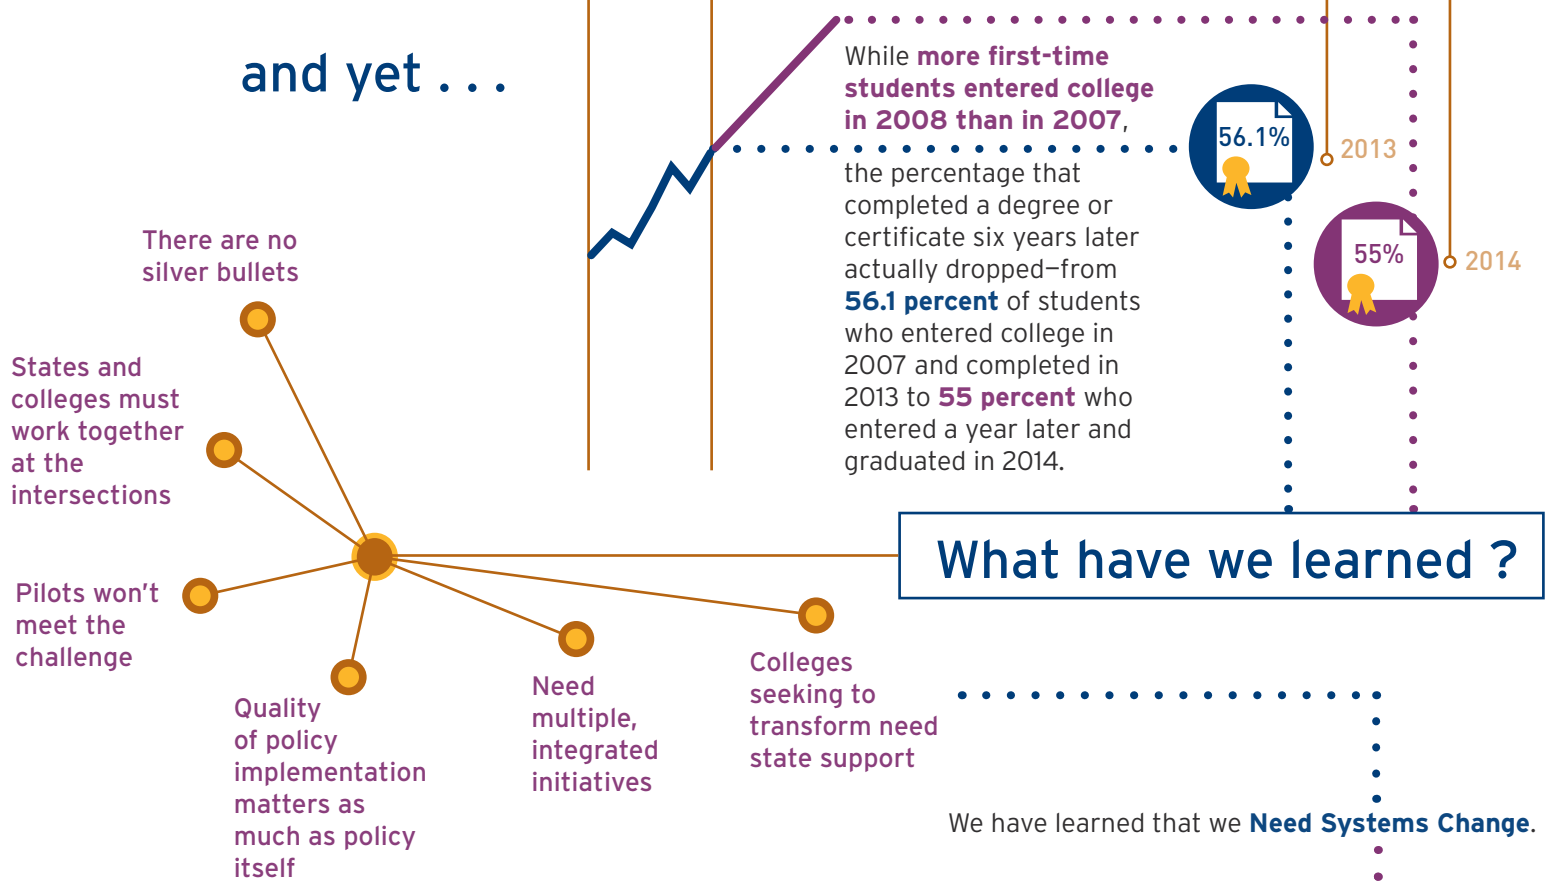 and yet . . .
While more first-time
students entered college
in 2008 than in 2007,
the percentage that
completed a degree or
certificate six years later
actually dropped—from
56.1 percent of students
who entered college in
2007 and completed in
2013 to 55 percent who
entered a year later and
graduated in 2014.
56.1%
2013
55%
2014
What have we learned ?
There are no
silver bullets
States and
colleges must
work together
at the
intersections
Pilots won't
meet the
challenge
Quality
of policy
implementation
matters as
much as policy
itself
Need
multiple,
integrated
initiatives
Colleges
seeking to
transform need
state support
We have learned that we Need Systems Change.